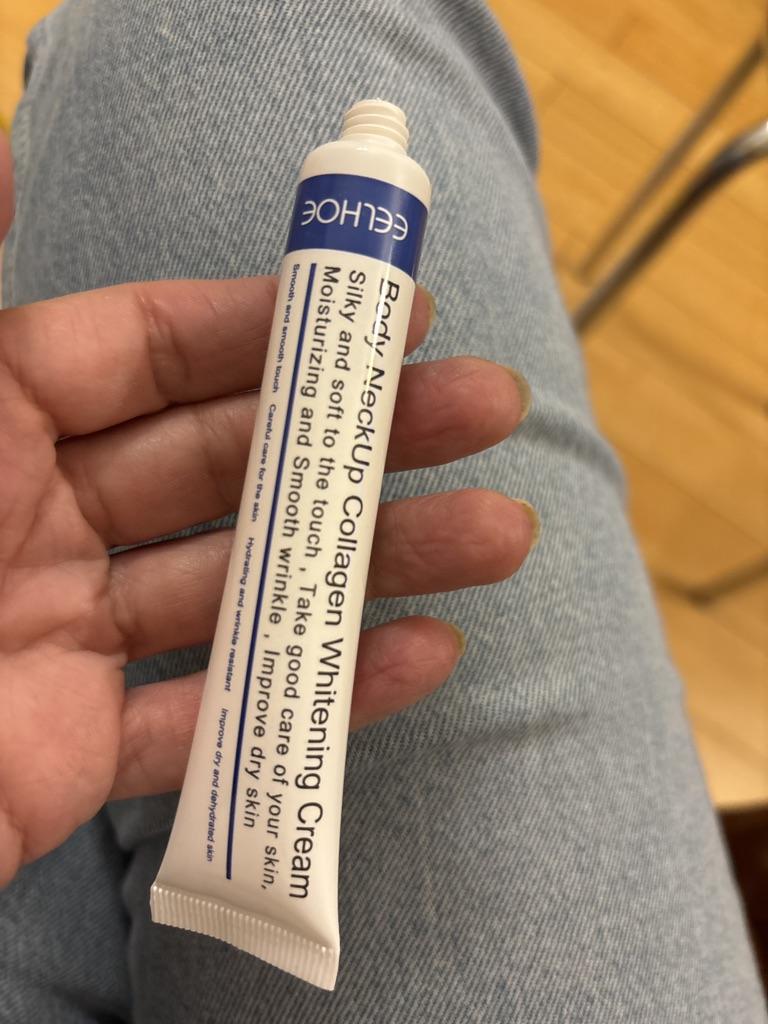 EELHOE
Body NeckUp Collagen Whitening Cream
Silky and soft to the touch , Take good care of your skin,
Moisturizing and Smooth wrinkle , Improve dry skin
Smooth and smooth touch Careful care for the skin Hydrating and wrinkle resistant Improve dry and dehydrated skin